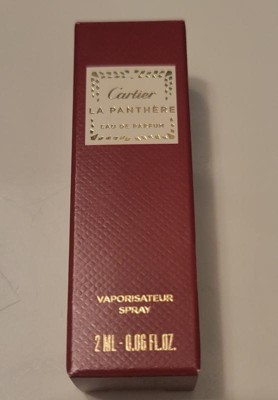 Cartier
LA PANTHÈRE
EAU DE PARFUM
VAPORISATEUR
SPRAY
2 ML - 0.06 FL.OZ.